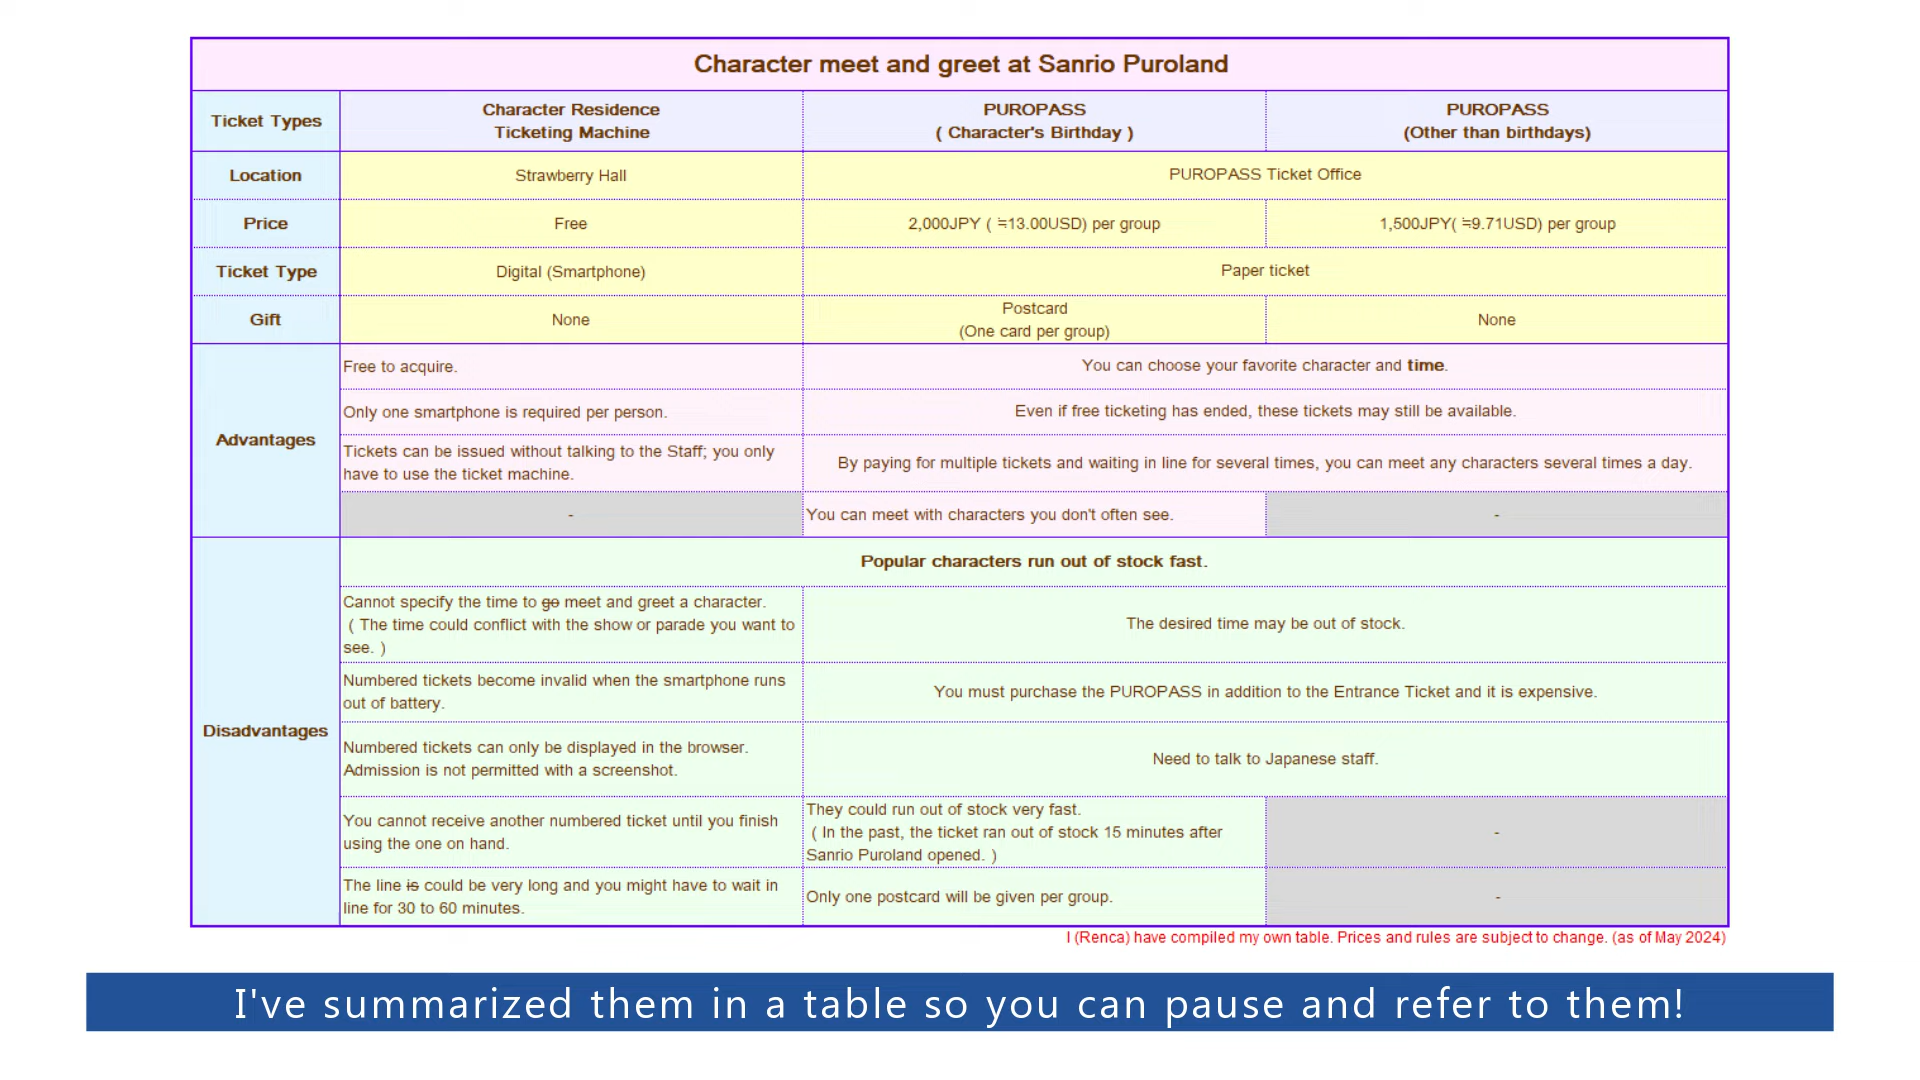 Character meet and greet at Sanrio Puroland
Ticket Types
Character Residence
Ticketing Machine
PUROPASS
( Character's Birthday )
PUROPASS
(Other than birthdays)
Location
Strawberry Hall
PUROPASS Ticket Office
Price
Free
2,000JPY ( ≒13.00USD) per group
1,500JPY( ≒9.71USD) per group
Ticket Type
Digital (Smartphone)
Paper ticket
Gift
None
Postcard
(One card per group)
None
Advantages
Free to acquire.
You can choose your favorite character and time.
Only one smartphone is required per person.
Even if free ticketing has ended, these tickets may still be available.
Tickets can be issued without talking to the Staff; you only
have to use the ticket machine.
By paying for multiple tickets and waiting in line for several times, you can meet any characters several times a day.
-
You can meet with characters you don't often see.
-
Disadvantages
Popular characters run out of stock fast.
Cannot specify the time to go meet and greet a character.
( The time could conflict with the show or parade you want to
see. )
The desired time may be out of stock.
Numbered tickets become invalid when the smartphone runs
out of battery.
You must purchase the PUROPASS in addition to the Entrance Ticket and it is expensive.
Numbered tickets can only be displayed in the browser.
Admission is not permitted with a screenshot.
Need to talk to Japanese staff.
You cannot receive another numbered ticket until you finish
using the one on hand.
They could run out of stock very fast.
( In the past, the ticket ran out of stock 15 minutes after
Sanrio Puroland opened. )
-
The line is could be very long and you might have to wait in
line for 30 to 60 minutes.
Only one postcard will be given per group.
-
I (Renca) have compiled my own table. Prices and rules are subject to change. (as of May 2024)
I've summarized them in a table so you can pause and refer to them!